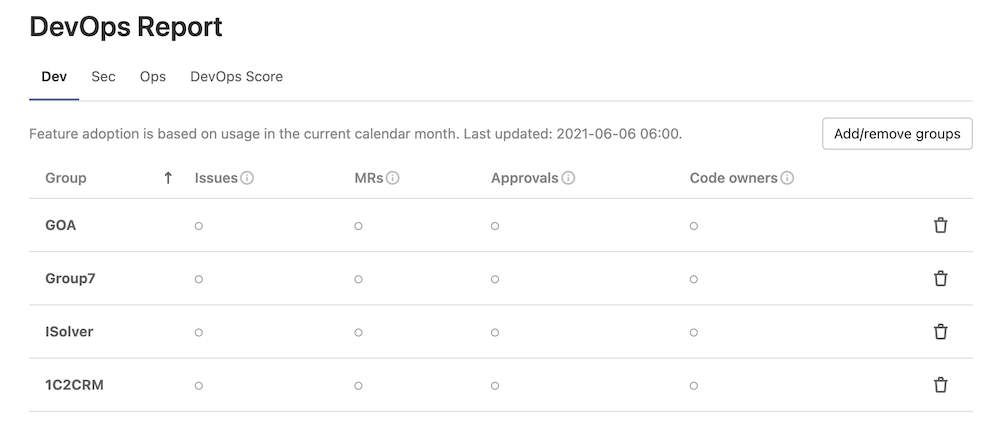 DevOps Report
Dev Sec Ops DevOps Score
Feature adoption is based on usage in the current calendar month. Last updated: 2021-06-06 06:00. Add/remove groups
Group ↑ Issues MRs Approvals Code owners
GOA
Group7
ISolver
1C2CRM